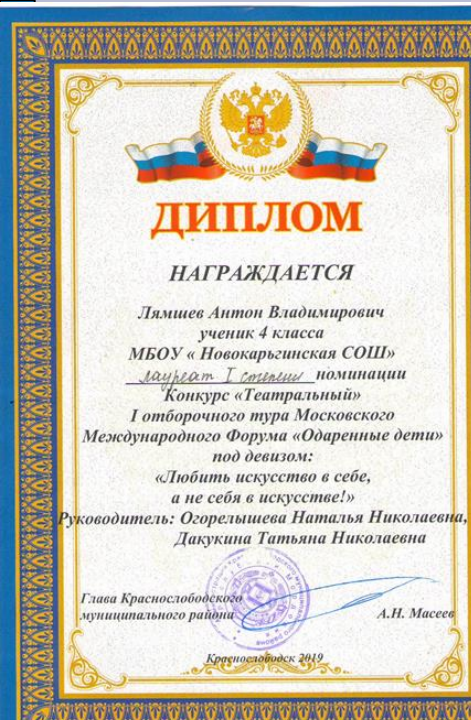 ДИПЛОМ
НАГРАЖДАЕТСЯ
Лямшев Антон Владимирович
ученик 4 класса
МБОУ « Новокарьгинская СОШ»
лауреат I степени номинации
Конкурс «Театральный»
I отборочного тура Московского
Международного Форума «Одаренные дети»
под девизом:
«Любить искусство в себе,
а не себя в искусстве!»
Руководитель: Огорелышева Наталья Николаевна,
Дакукина Татьяна Николаевна
Глава Краснослободского
муниципального района
А.Н. Масеев
Краснослободск 2019